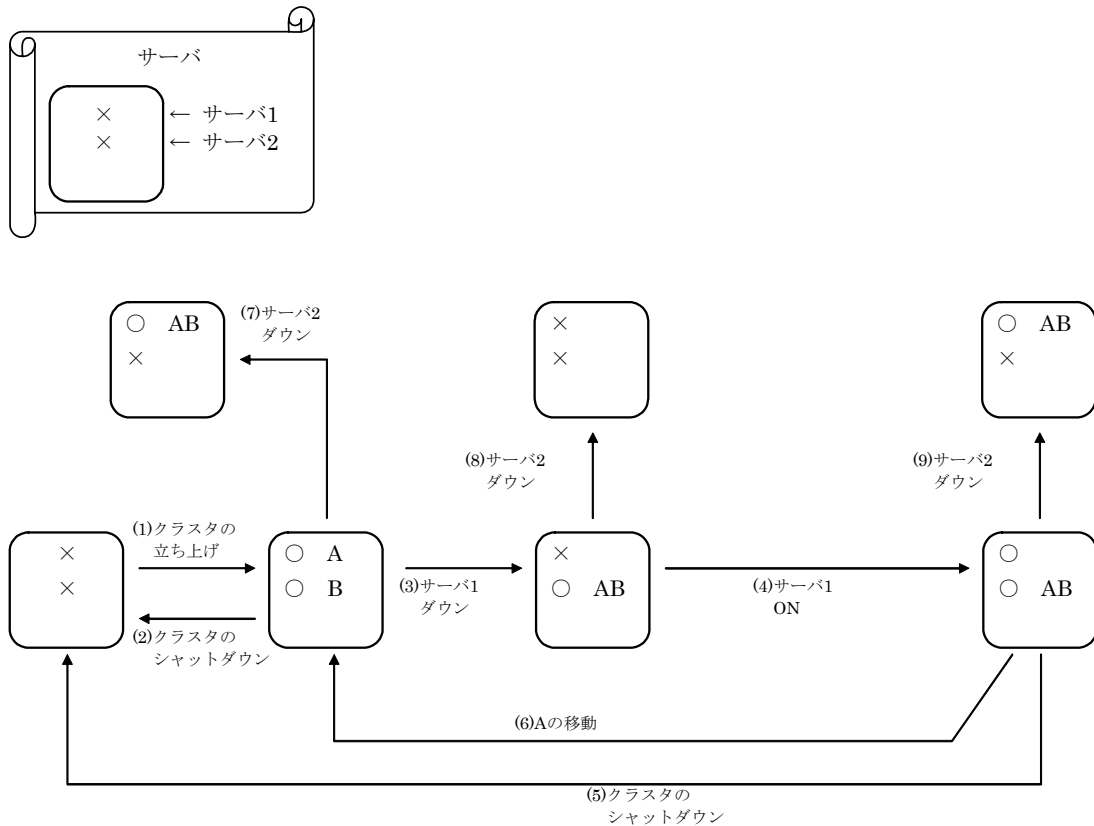 サーバ
× ← サーバ1
× ← サーバ2
○ AB
×
(7)サーバ2
ダウン
×
×
○ AB
×
(8)サーバ2
ダウン
(9)サーバ2
ダウン
×
×
(1)クラスタの
立ち上げ
(2)クラスタの
シャットダウン
○ A
○ B
(3)サーバ1
ダウン
×
○ AB
(4)サーバ1
ON
○
○ AB
(6)Aの移動
(5)クラスタの
シャットダウン